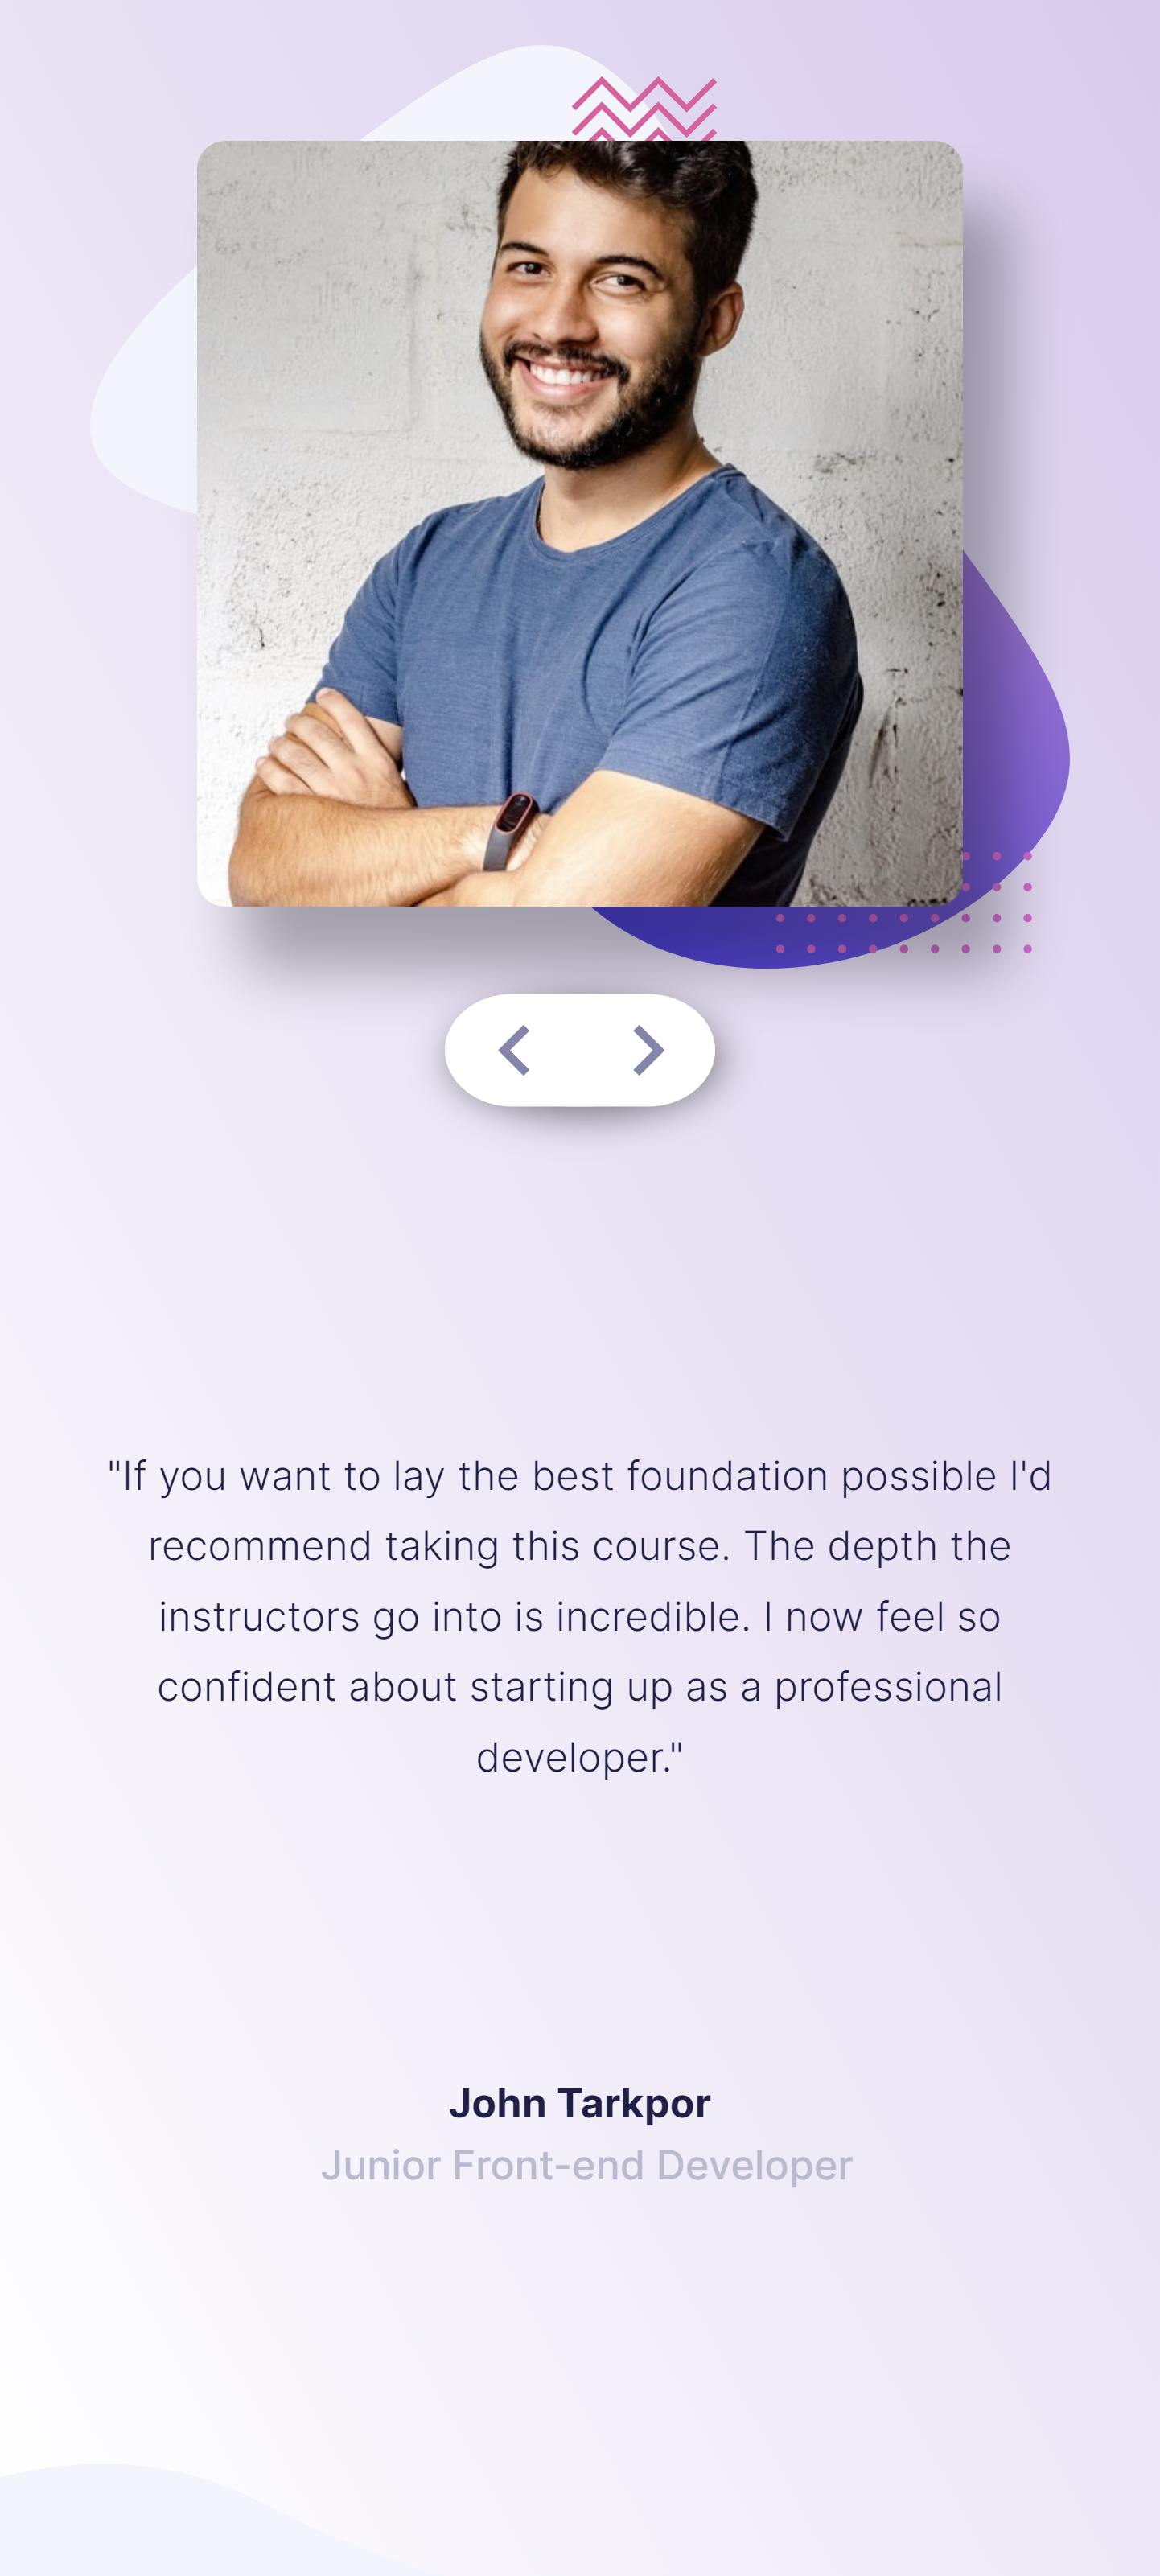 "If you want to lay the best foundation possible I'd
recommend taking this course. The depth the
instructors go into is incredible. I now feel so
confident about starting up as a professional
developer."
John Tarkpor
Junior Front-end Developer